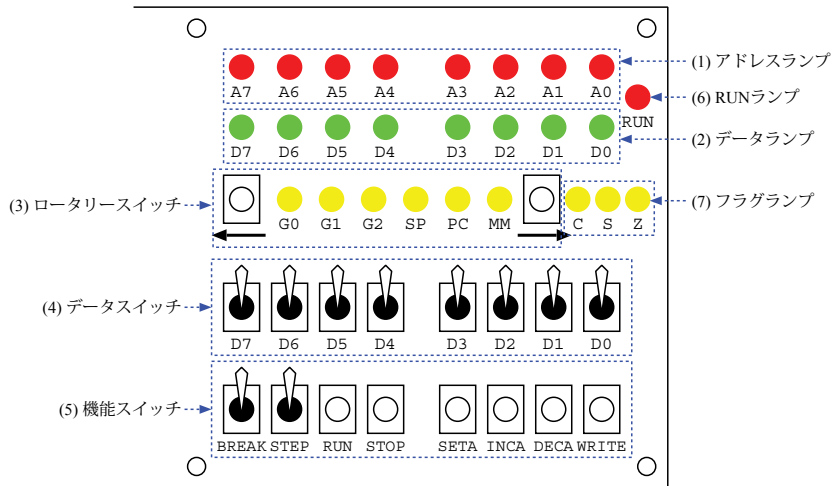 A7 A6 A5 A4 A3 A2 A1 A0
(1) アドレスランプ
(6) RUNランプ
RUN
(2) データランプ
D7 D6 D5 D4 D3 D2 D1 D0
(3) ロータリースイッチ
G0 G1 G2 SP PC MM
C S Z
(7) フラグランプ
(4) データスイッチ
D7 D6 D5 D4 D3 D2 D1 D0
(5) 機能スイッチ
BREAK STEP RUN STOP SETA INCA DECA WRITE